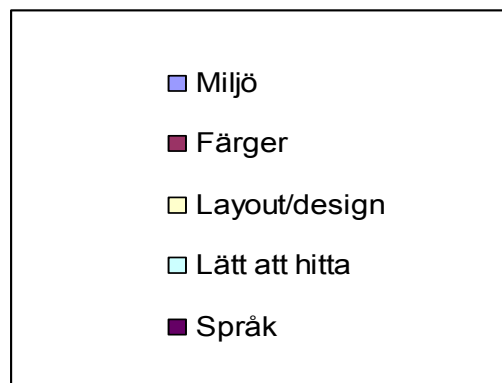 Miljö
Färger
Layout/design
Lätt att hitta
Språk